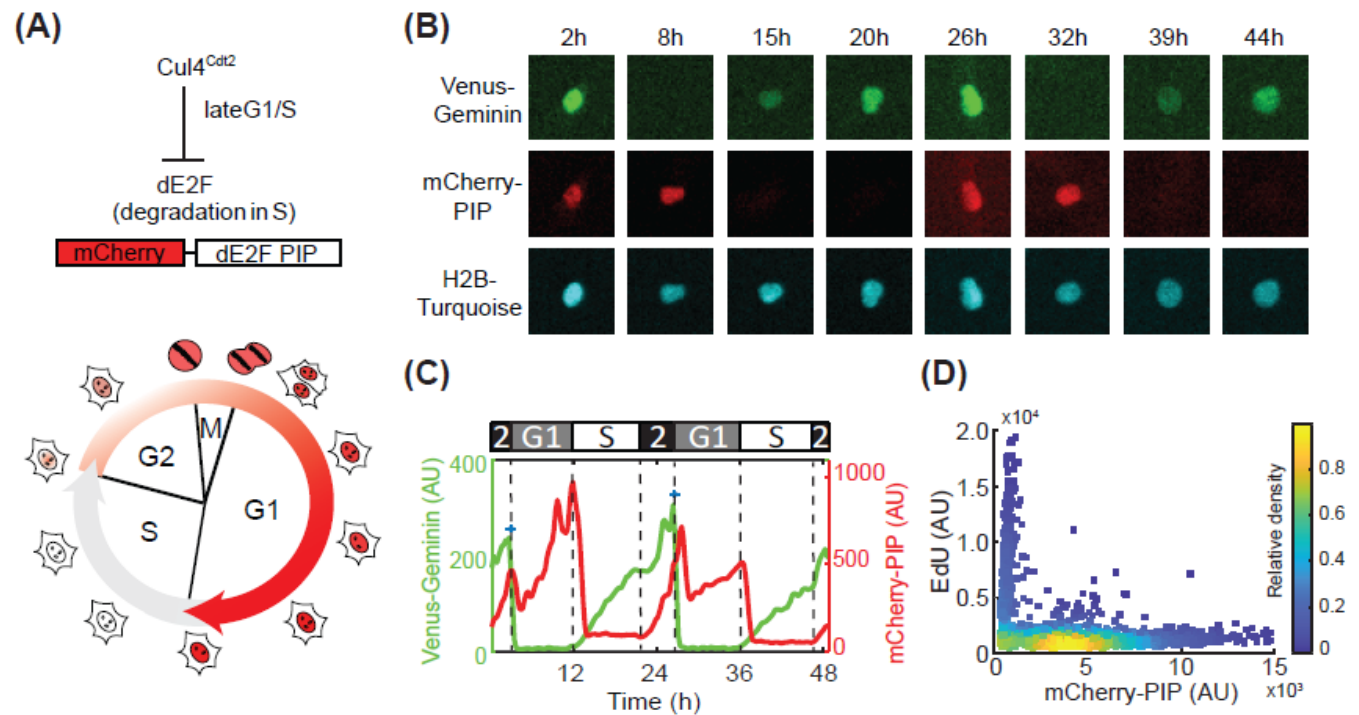 (A)
Cul4^Cdt2
lateG1/S
dE2F
(degradation in S)
mCherry dE2F PIP
M
G2
G1
S
(B)
2h 8h 15h 20h 26h 32h 39h 44h
Venus-
Geminin
mCherry-
PIP
H2B-
Turquoise
(C)
2 G1 S 2 G1 S 2
400
200
0
Venus-Geminin (AU)
1000
500
0
mCherry-PIP (AU)
12 24 36 48
Time (h)
(D)
×10⁴
2.0
1.5
1.0
0.5
0
EdU (AU)
0 5 10 15
mCherry-PIP (AU) ×10³
0.8
0.6
0.4
0.2
0
Relative density